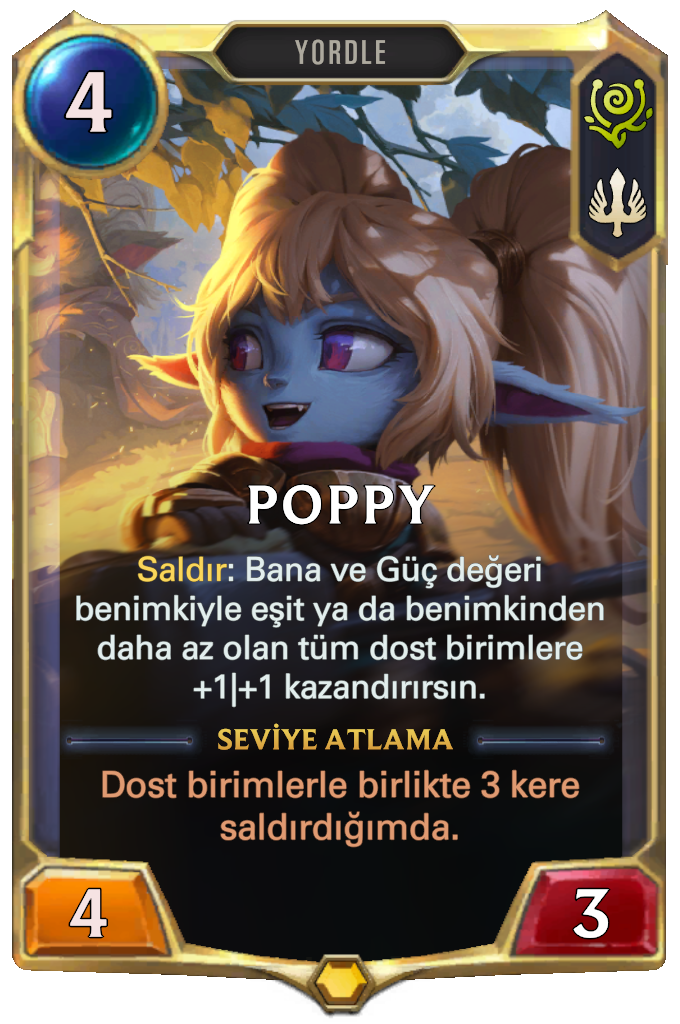 YORDLE
4
POPPY
Saldır: Bana ve Güç değeri
benimkiyle eşit ya da benimkinden
daha az olan tüm dost birimlere
+1|+1 kazandırırsın.
SEVİYE ATLAMA
Dost birimlerle birlikte 3 kere
saldırdığımda.
4
3